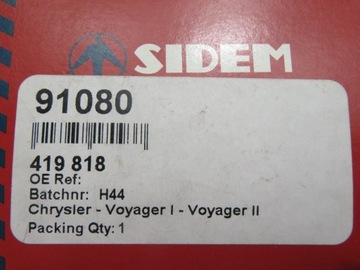 SIDEM
91080
419 818
OE Ref:
Batchnr: H44
Chrysler - Voyager I - Voyager II
Packing Qty: 1